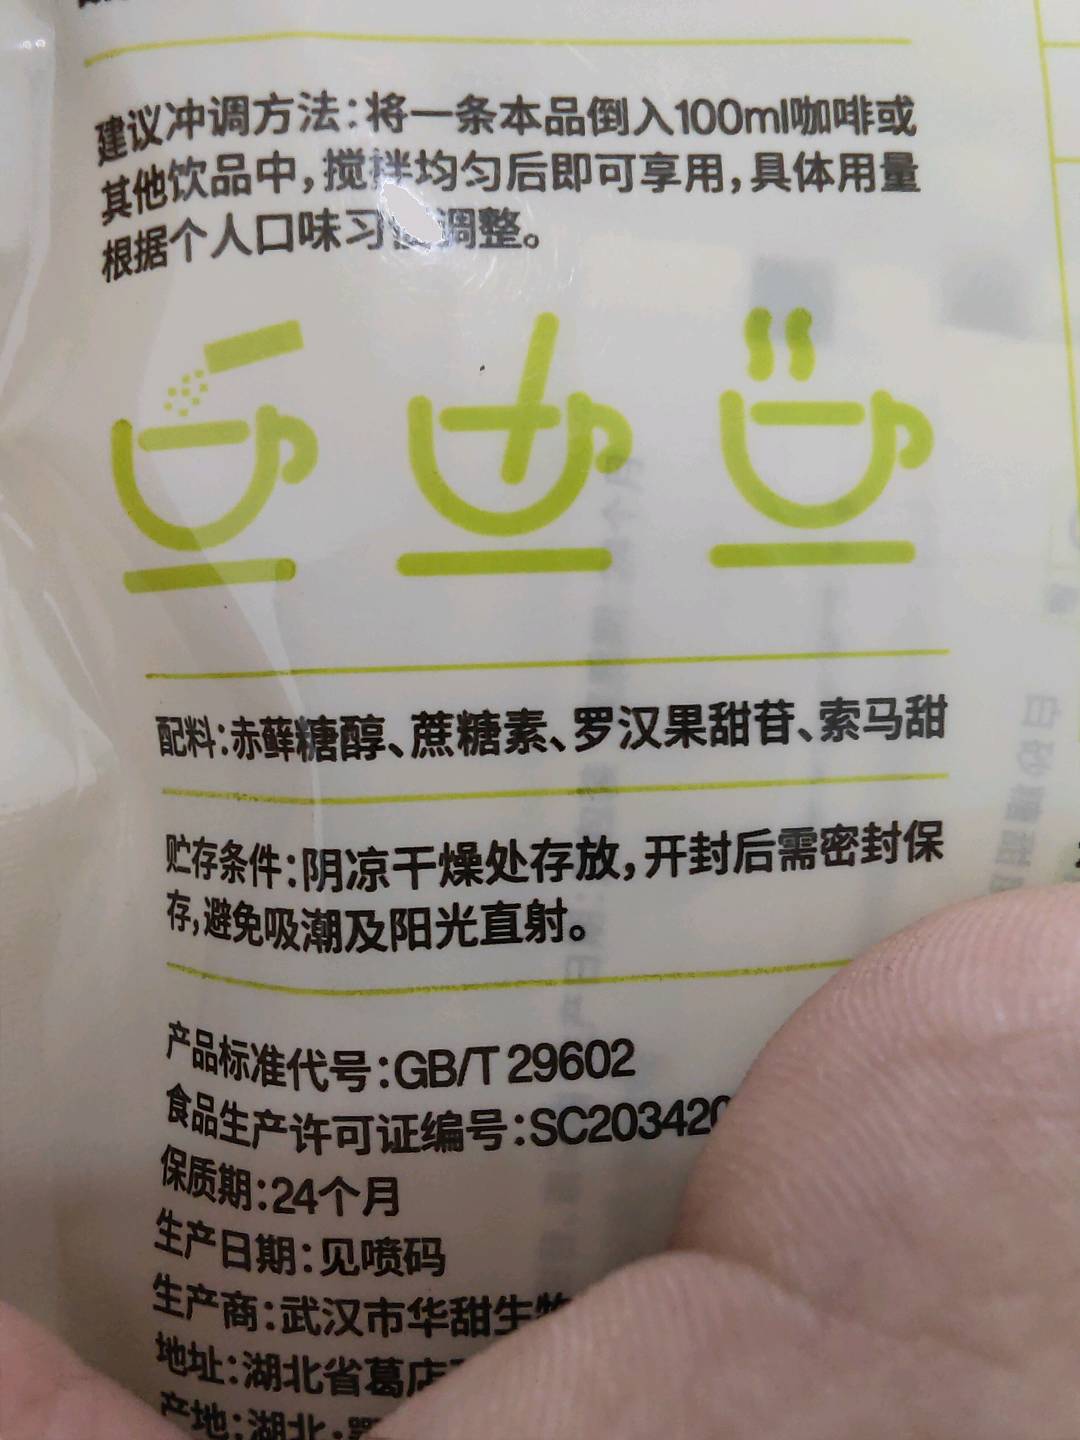 建议冲调方法：将一条本品倒入100ml咖啡或
其他饮品中，搅拌均匀后即可享用，具体用量
根据个人口味习 调整。
配料：赤藓糖醇、蔗糖素、罗汉果甜苷、索马甜
贮存条件：阴凉干燥处存放，开封后需密封保
存，避免吸潮及阳光直射。
产品标准代号：GB/T 29602
食品生产许可证编号：SC203420
保质期：24个月
生产日期：见喷码
生产商：武汉市华甜生物
地址：湖北省葛店
产地：湖北·鄂